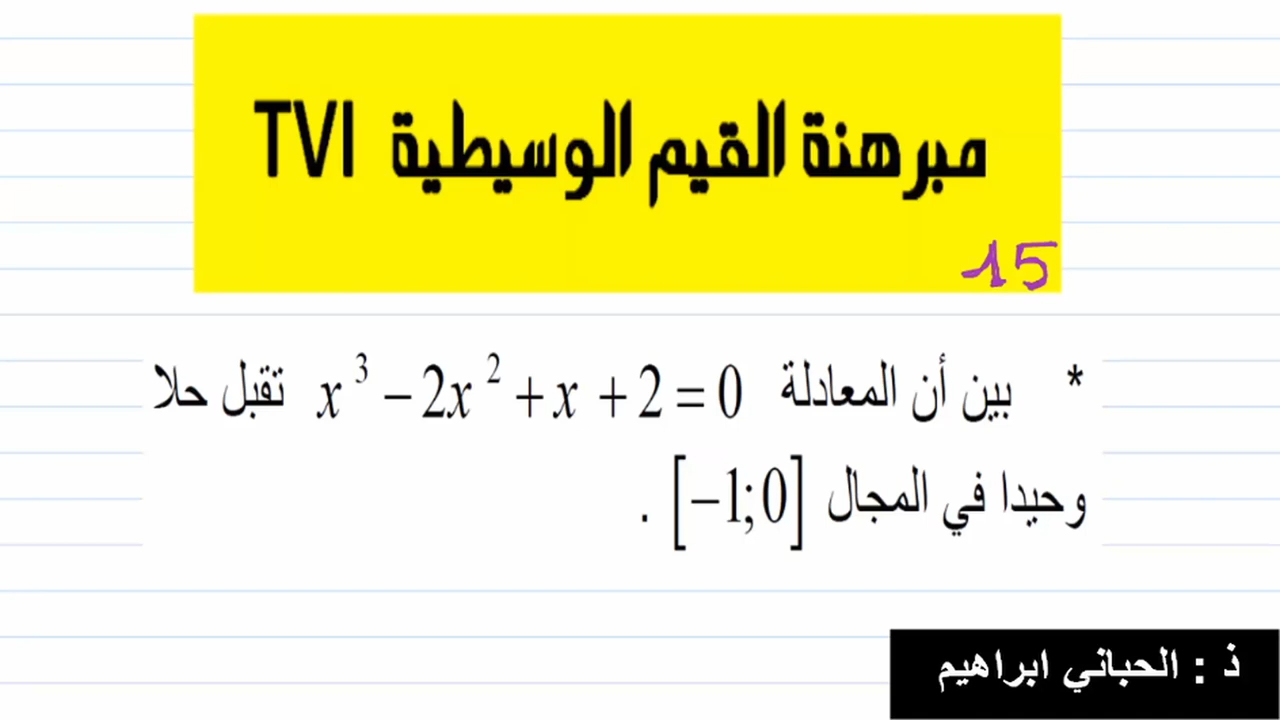 مبرهنة القيم الوسيطية TVI
15
* بين أن المعادلة x³ − 2x² + x + 2 = 0 تقبل حلا
وحيدا في المجال [−1;0] .
ذ : الحباني ابراهيم